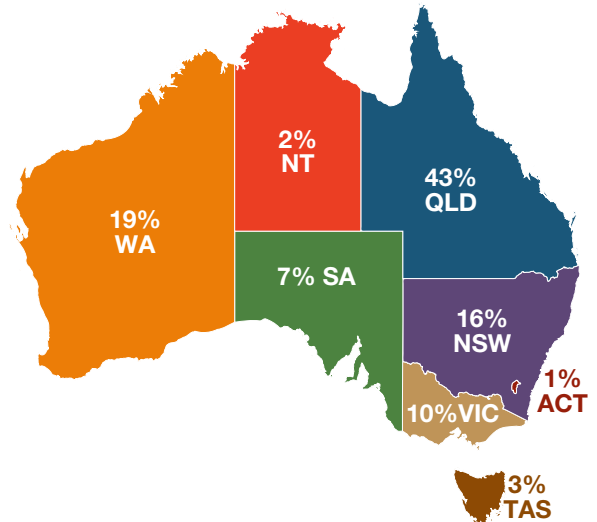 2%
NT
43%
QLD
19%
WA
7% SA
16%
NSW
1%
ACT
10% VIC
3%
TAS